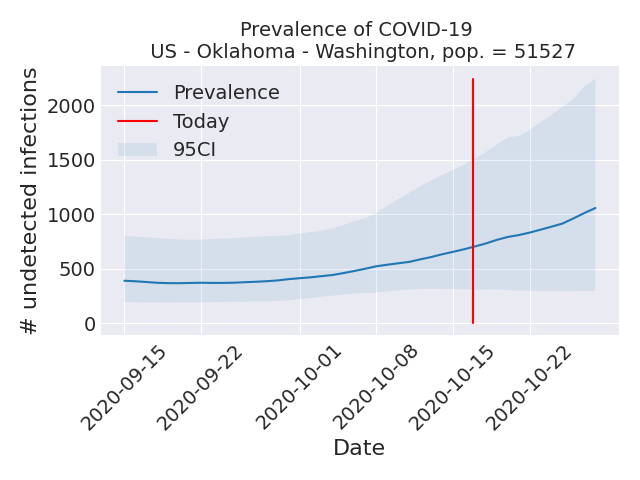 Prevalence of COVID-19
US - Oklahoma - Washington, pop. = 51527
# undetected infections
2000
1500
1000
500
0
Prevalence
Today
95CI
2020-09-15
2020-09-22
2020-10-01
2020-10-08
2020-10-15
2020-10-22
Date